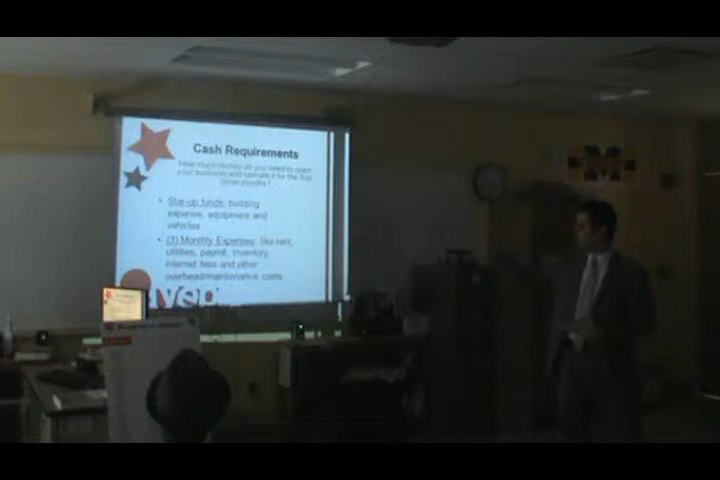 Cash Requirements
How much money do you need to open
your business and operate it for the first
three months?
• Start-up funds: building
expense, equipment and
vehicles
• (3) Monthly Expenses: like rent,
utilities, payroll, inventory,
internet fees and other
overhead/maintenance costs
yep
M